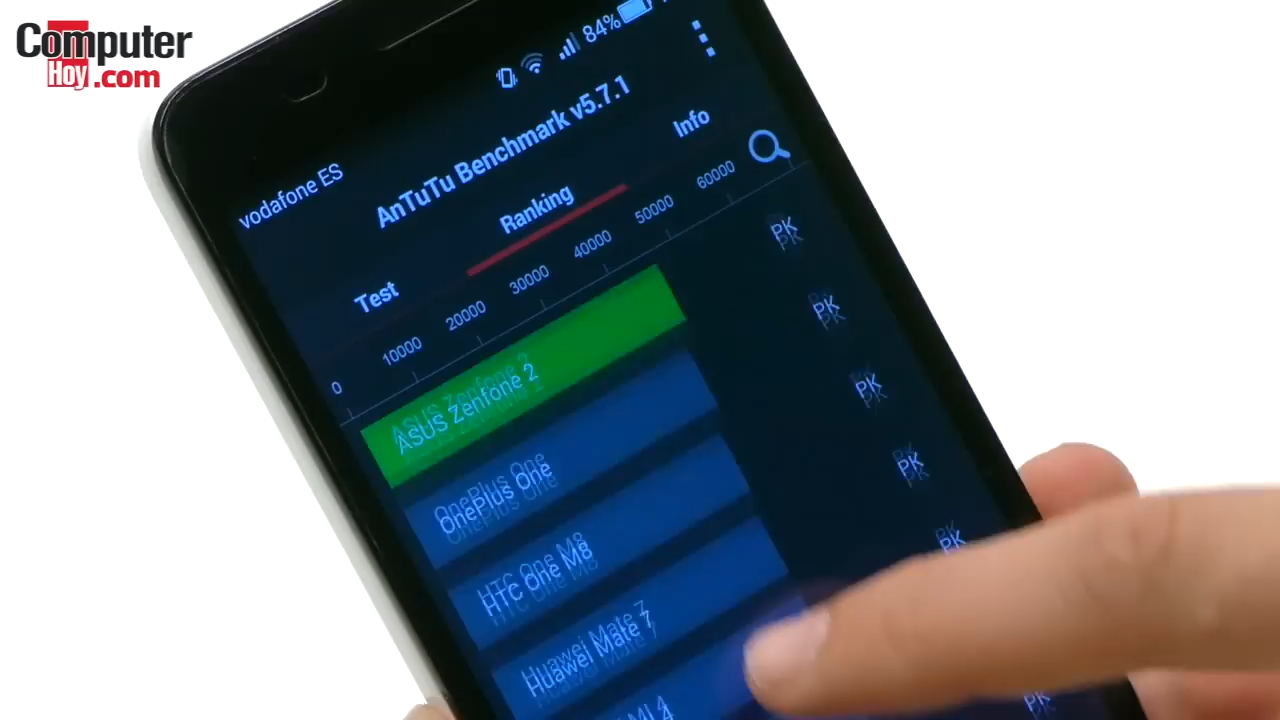 Computer
Hoy.com
84%
vodafone ES
AnTuTu Benchmark v5.7.1
Test
Ranking
Info
0
10000
20000
30000
40000
50000
60000
ASUS Zenfone 2
PK
OnePlus One
PK
HTC One M8
PK
Huawei Mate 7
PK
MI 4
PK
PK